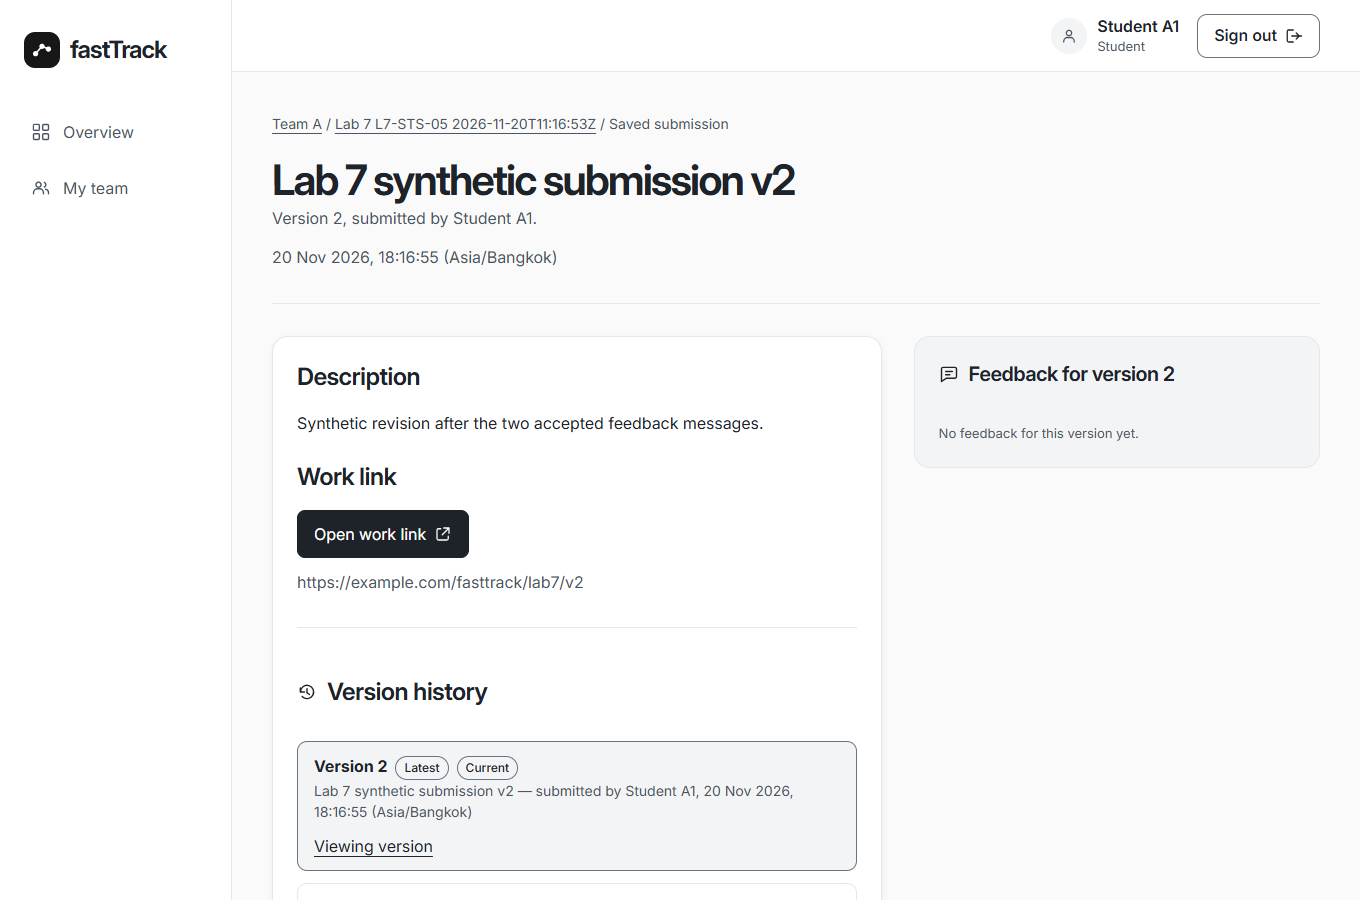 fastTrack
Overview
My team
Student A1
Student
Sign out
Team A / Lab 7 L7-STS-05 2026-11-20T11:16:53Z / Saved submission
Lab 7 synthetic submission v2
Version 2, submitted by Student A1.
20 Nov 2026, 18:16:55 (Asia/Bangkok)
Description
Synthetic revision after the two accepted feedback messages.
Work link
Open work link
https://example.com/fasttrack/lab7/v2
Version history
Version 2 Latest Current
Lab 7 synthetic submission v2 — submitted by Student A1, 20 Nov 2026,
18:16:55 (Asia/Bangkok)
Viewing version
Feedback for version 2
No feedback for this version yet.